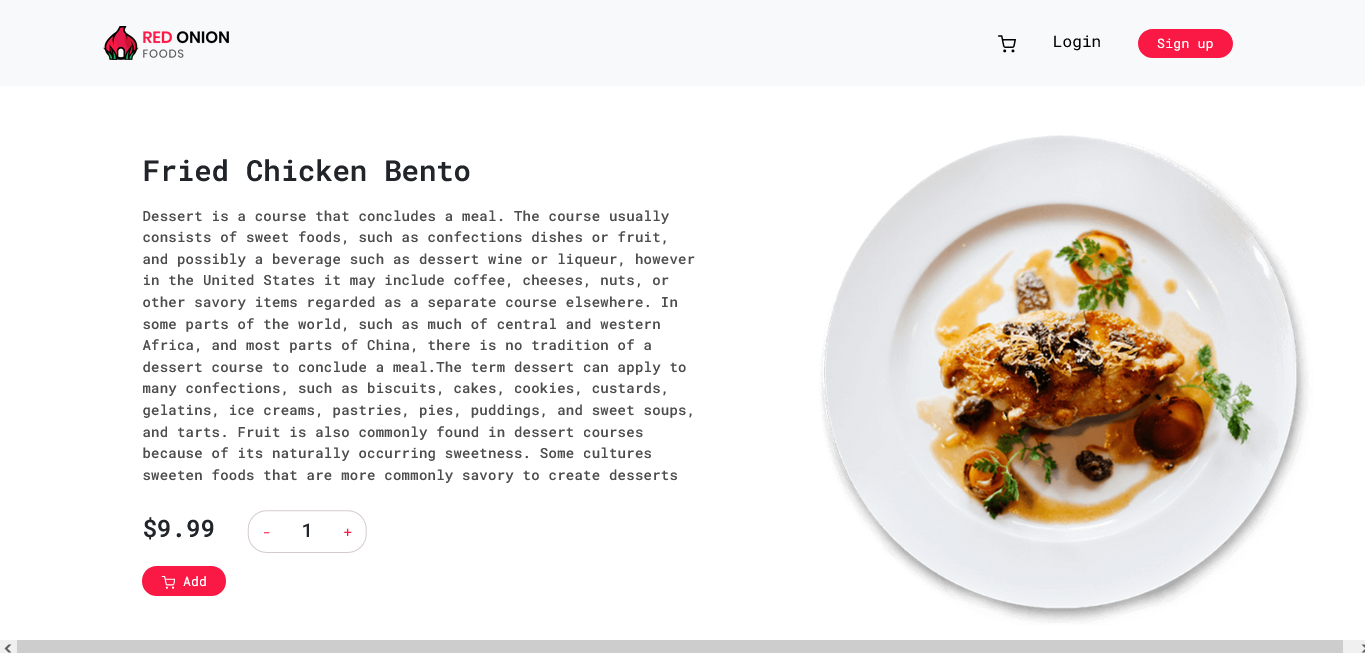 RED ONION
FOODS
Login
Sign up
Fried Chicken Bento
Dessert is a course that concludes a meal. The course usually
consists of sweet foods, such as confections dishes or fruit,
and possibly a beverage such as dessert wine or liqueur, however
in the United States it may include coffee, cheeses, nuts, or
other savory items regarded as a separate course elsewhere. In
some parts of the world, such as much of central and western
Africa, and most parts of China, there is no tradition of a
dessert course to conclude a meal.The term dessert can apply to
many confections, such as biscuits, cakes, cookies, custards,
gelatins, ice creams, pastries, pies, puddings, and sweet soups,
and tarts. Fruit is also commonly found in dessert courses
because of its naturally occurring sweetness. Some cultures
sweeten foods that are more commonly savory to create desserts
$9.99
- 1 +
Add